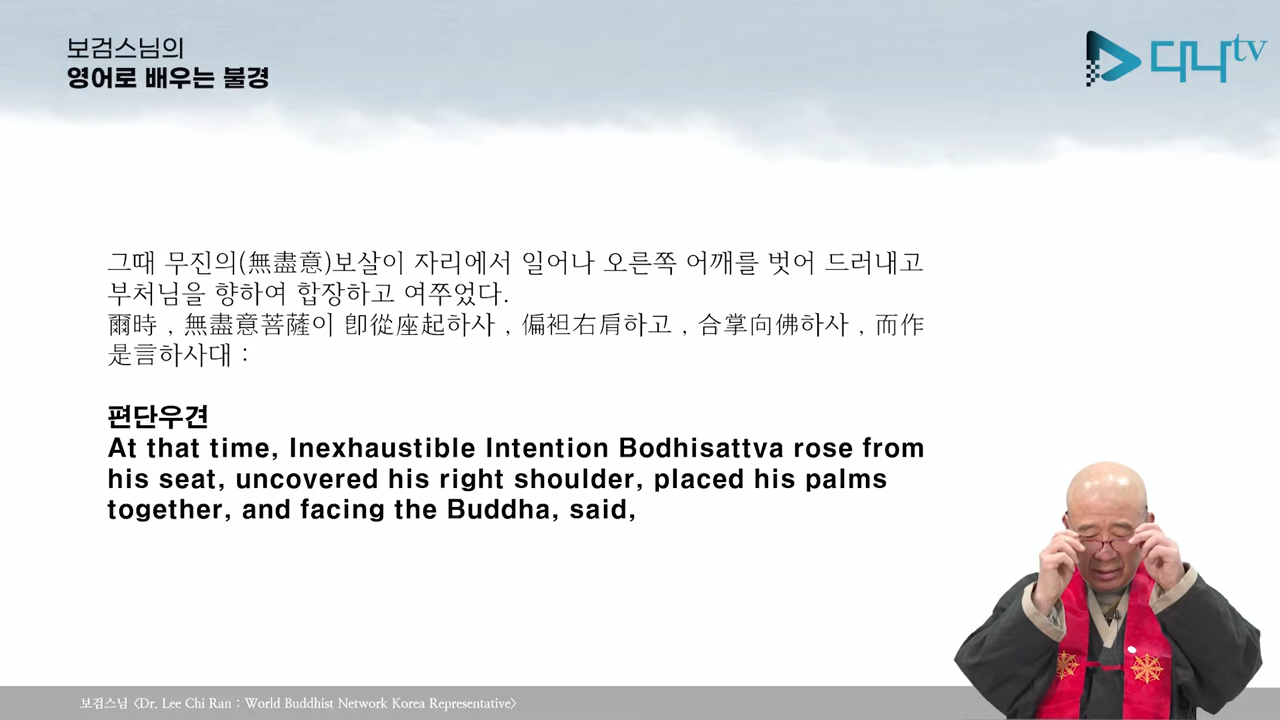 보검스님의
영어로 배우는 불경
디나tv
그때 무진의(無盡意)보살이 자리에서 일어나 오른쪽 어깨를 벗어 드러내고
부처님을 향하여 합장하고 여쭈었다.
爾時 , 無盡意菩薩이 卽從座起하사 , 偏袒右肩하고 , 合掌向佛하사 , 而作
是言하사대 :
편단우견
At that time, Inexhaustible Intention Bodhisattva rose from
his seat, uncovered his right shoulder, placed his palms
together, and facing the Buddha, said,
보검스님 <Dr. Lee Chi Ran : World Buddhist Network Korea Representative>